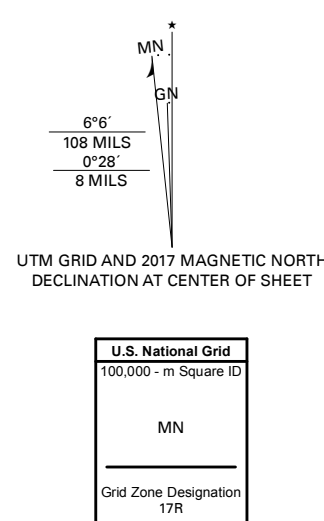 ★
MN
GN
6°6´
108 MILS
0°28´
8 MILS
UTM GRID AND 2017 MAGNETIC NORTH
DECLINATION AT CENTER OF SHEET
U.S. National Grid
100,000 - m Square ID
MN
Grid Zone Designation
17R